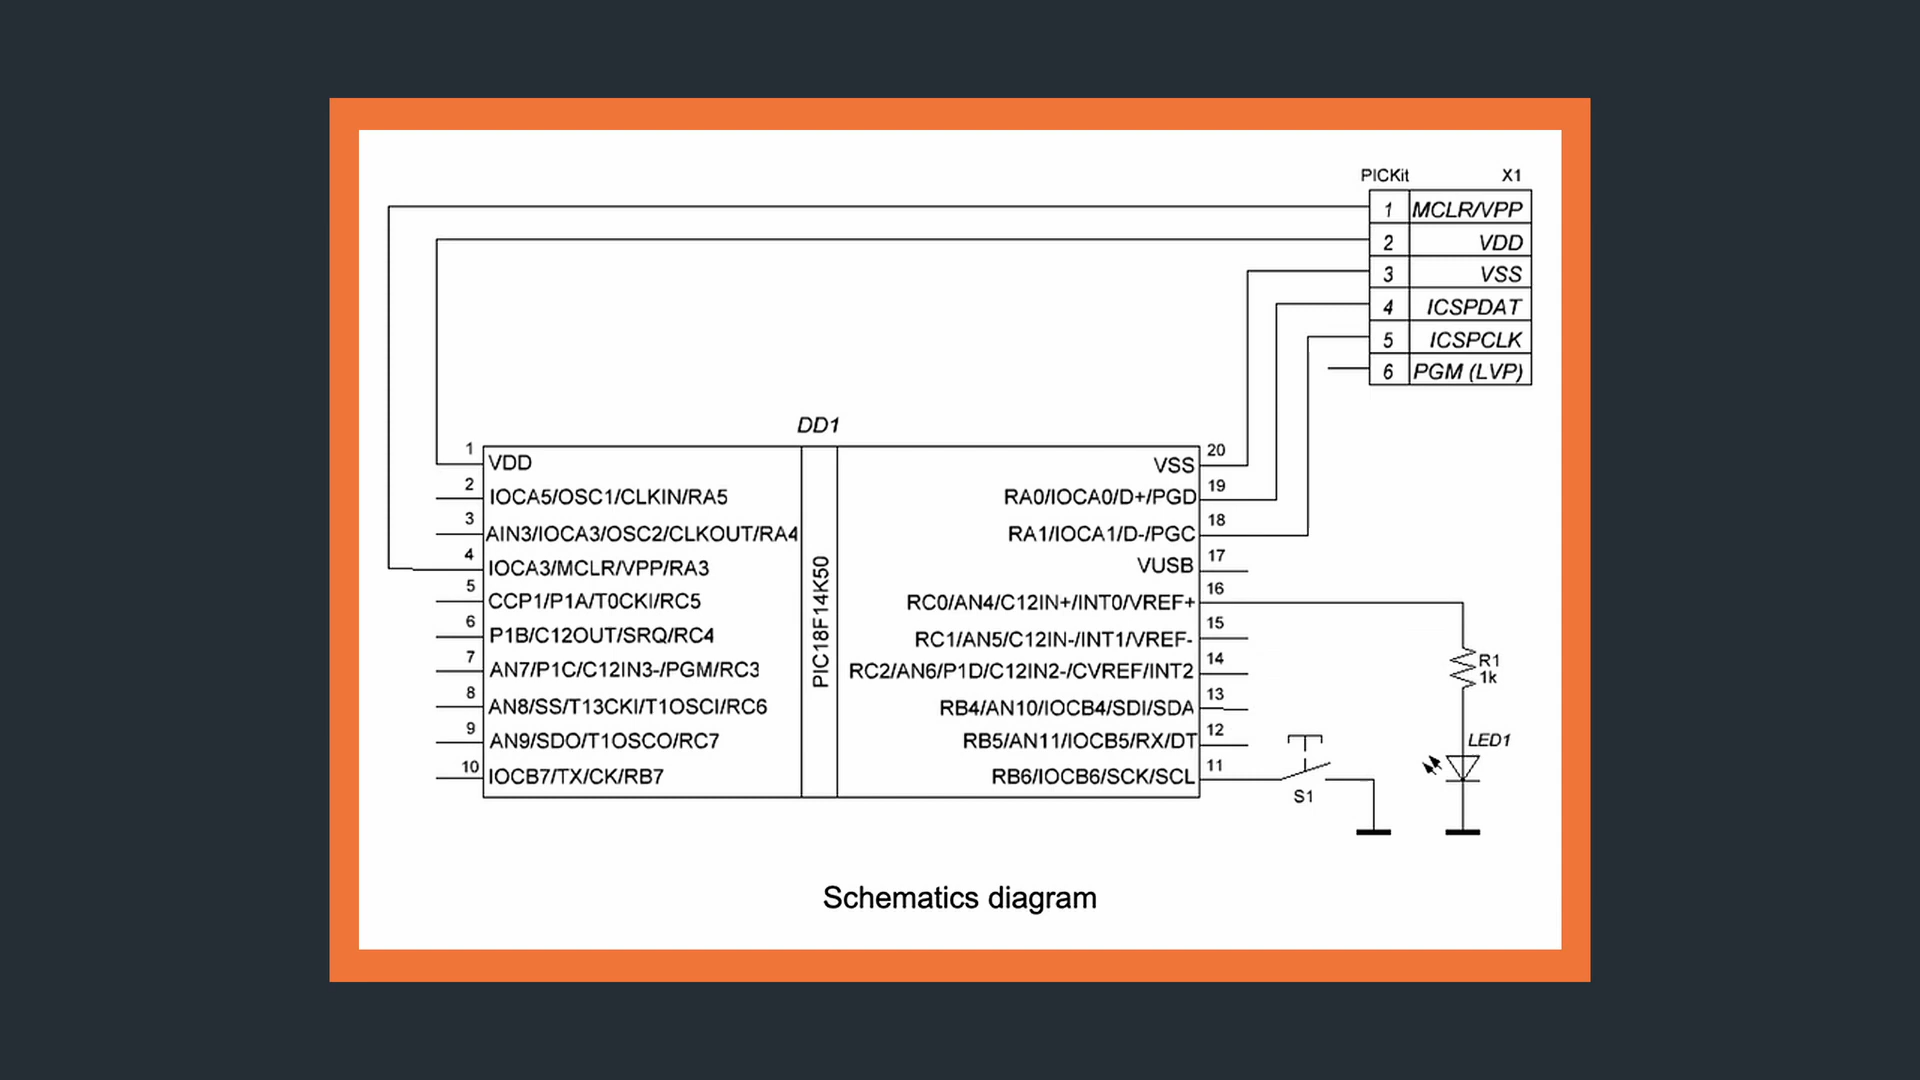 PICKit X1
1 MCLR/VPP
2 VDD
3 VSS
4 ICSPDAT
5 ICSPCLK
6 PGM (LVP)
DD1
1 VDD
2 IOCA5/OSC1/CLKIN/RA5
3 AIN3/IOCA3/OSC2/CLKOUT/RA4
4 IOCA3/MCLR/VPP/RA3
5 CCP1/P1A/T0CKI/RC5
6 P1B/C12OUT/SRQ/RC4
7 AN7/P1C/C12IN3-/PGM/RC3
8 AN8/SS/T13CKI/T1OSCI/RC6
9 AN9/SDO/T1OSCO/RC7
10 IOCB7/TX/CK/RB7
PIC18F14K50
VSS 20
RA0/IOCA0/D+/PGD 19
RA1/IOCA1/D-/PGC 18
VUSB 17
RC0/AN4/C12IN+/INT0/VREF+ 16
RC1/AN5/C12IN-/INT1/VREF- 15
RC2/AN6/P1D/C12IN2-/CVREF/INT2 14
RB4/AN10/IOCB4/SDI/SDA 13
RB5/AN11/IOCB5/RX/DT 12
RB6/IOCB6/SCK/SCL 11
R1
1k
LED1
S1
Schematics diagram